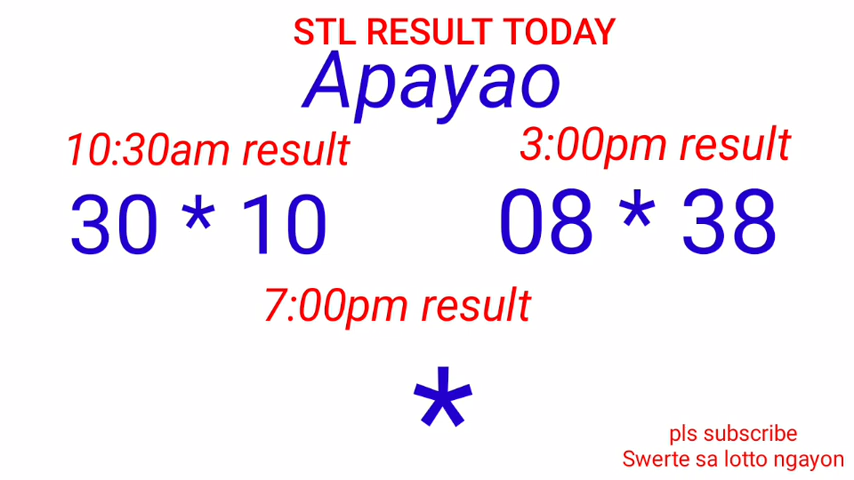 STL RESULT TODAY
Apayao
10:30am result
30 * 10
3:00pm result
08 * 38
7:00pm result
*
pls subscribe
Swerte sa lotto ngayon